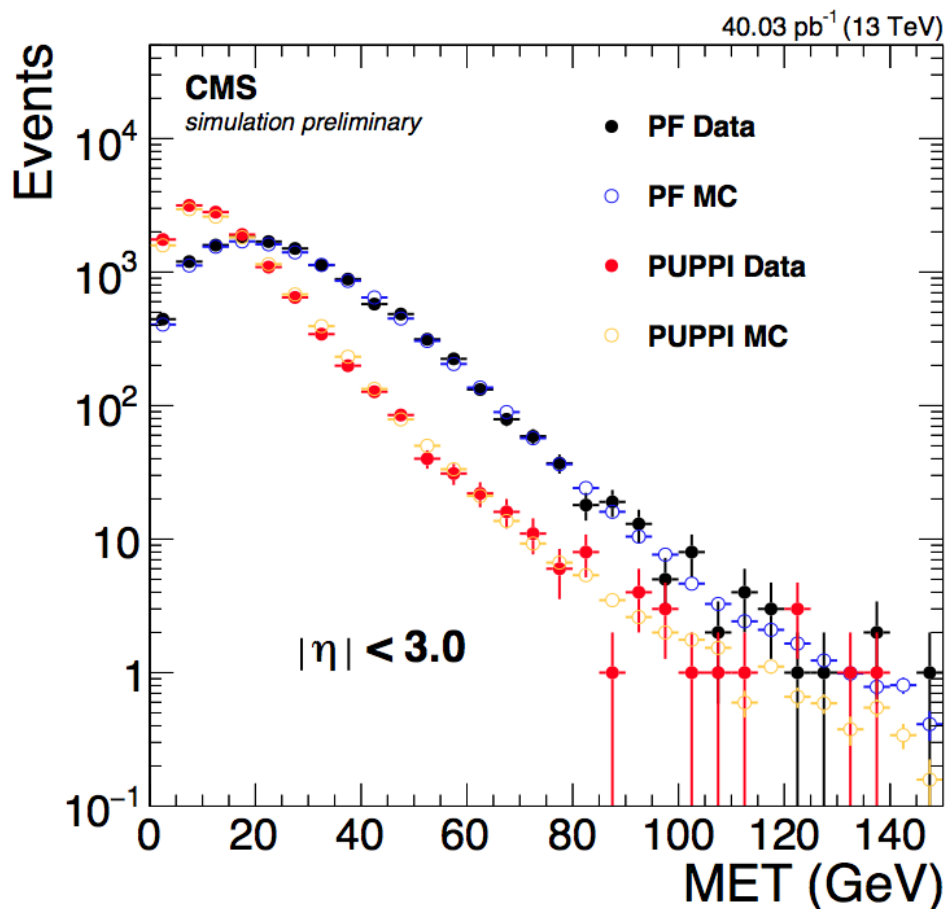 40.03 pb⁻¹ (13 TeV)
Events
CMS
simulation preliminary
PF Data
PF MC
PUPPI Data
PUPPI MC
|η| < 3.0
10⁴
10³
10²
10
1
10⁻¹
0 20 40 60 80 100 120 140
MET (GeV)